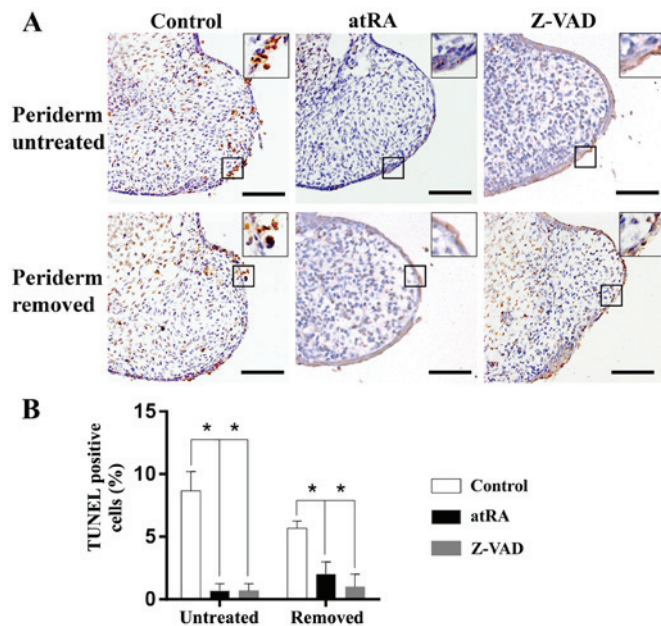 A
Control
atRA
Z-VAD
Periderm
untreated
Periderm
removed
B
TUNEL positive
cells (%)
15
10
5
0
* *
* *
Untreated
Removed
Control
atRA
Z-VAD